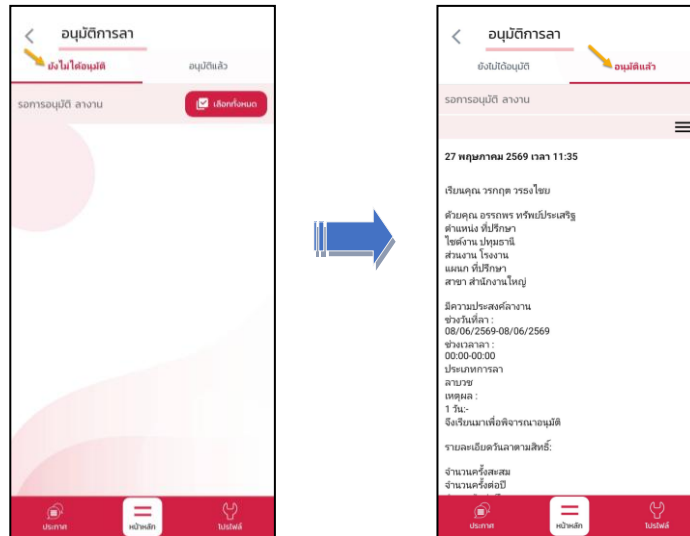 อนุมัติการลา
ยังไม่ได้อนุมัติ
อนุมัติแล้ว
รอการอนุมัติ ลางาน
เลือกทั้งหมด
ประกาศ
หน้าหลัก
โปรไฟล์
อนุมัติการลา
ยังไม่ได้อนุมัติ
อนุมัติแล้ว
รอการอนุมัติ ลางาน
27 พฤษภาคม 2569 เวลา 11:35
เรียนคุณ วรกฤต วรธงไชย
ด้วยคุณ อรรถพร ทรัพย์ประเสริฐ
ตำแหน่ง ที่ปรึกษา
ไซต์งาน ปทุมธานี
ส่วนงาน โรงงาน
แผนก ที่ปรึกษา
สาขา สำนักงานใหญ่
มีความประสงค์ลางาน
ช่วงวันที่ลา :
08/06/2569-08/06/2569
ช่วงเวลาลา :
00:00-00:00
ประเภทการลา
ลาบวช
เหตุผล :
1 วัน:-
จึงเรียนมาเพื่อพิจารณาอนุมัติ
รายละเอียดวันลาตามสิทธิ์:
จำนวนครั้งสะสม
จำนวนครั้งต่อปี
ประกาศ
หน้าหลัก
โปรไฟล์